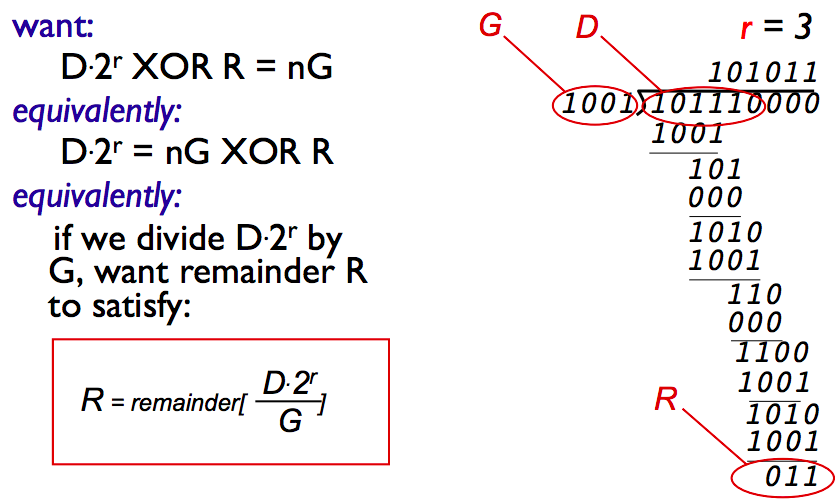 want:
D·2ʳ XOR R = nG
equivalently:
D·2ʳ = nG XOR R
equivalently:
if we divide D·2ʳ by
G, want remainder R
to satisfy:
R = remainder[ D·2ʳ / G ]
G D r = 3
101011
1001 101110000
1001
101
000
1010
1001
110
000
1100
1001
1010
1001
R
011